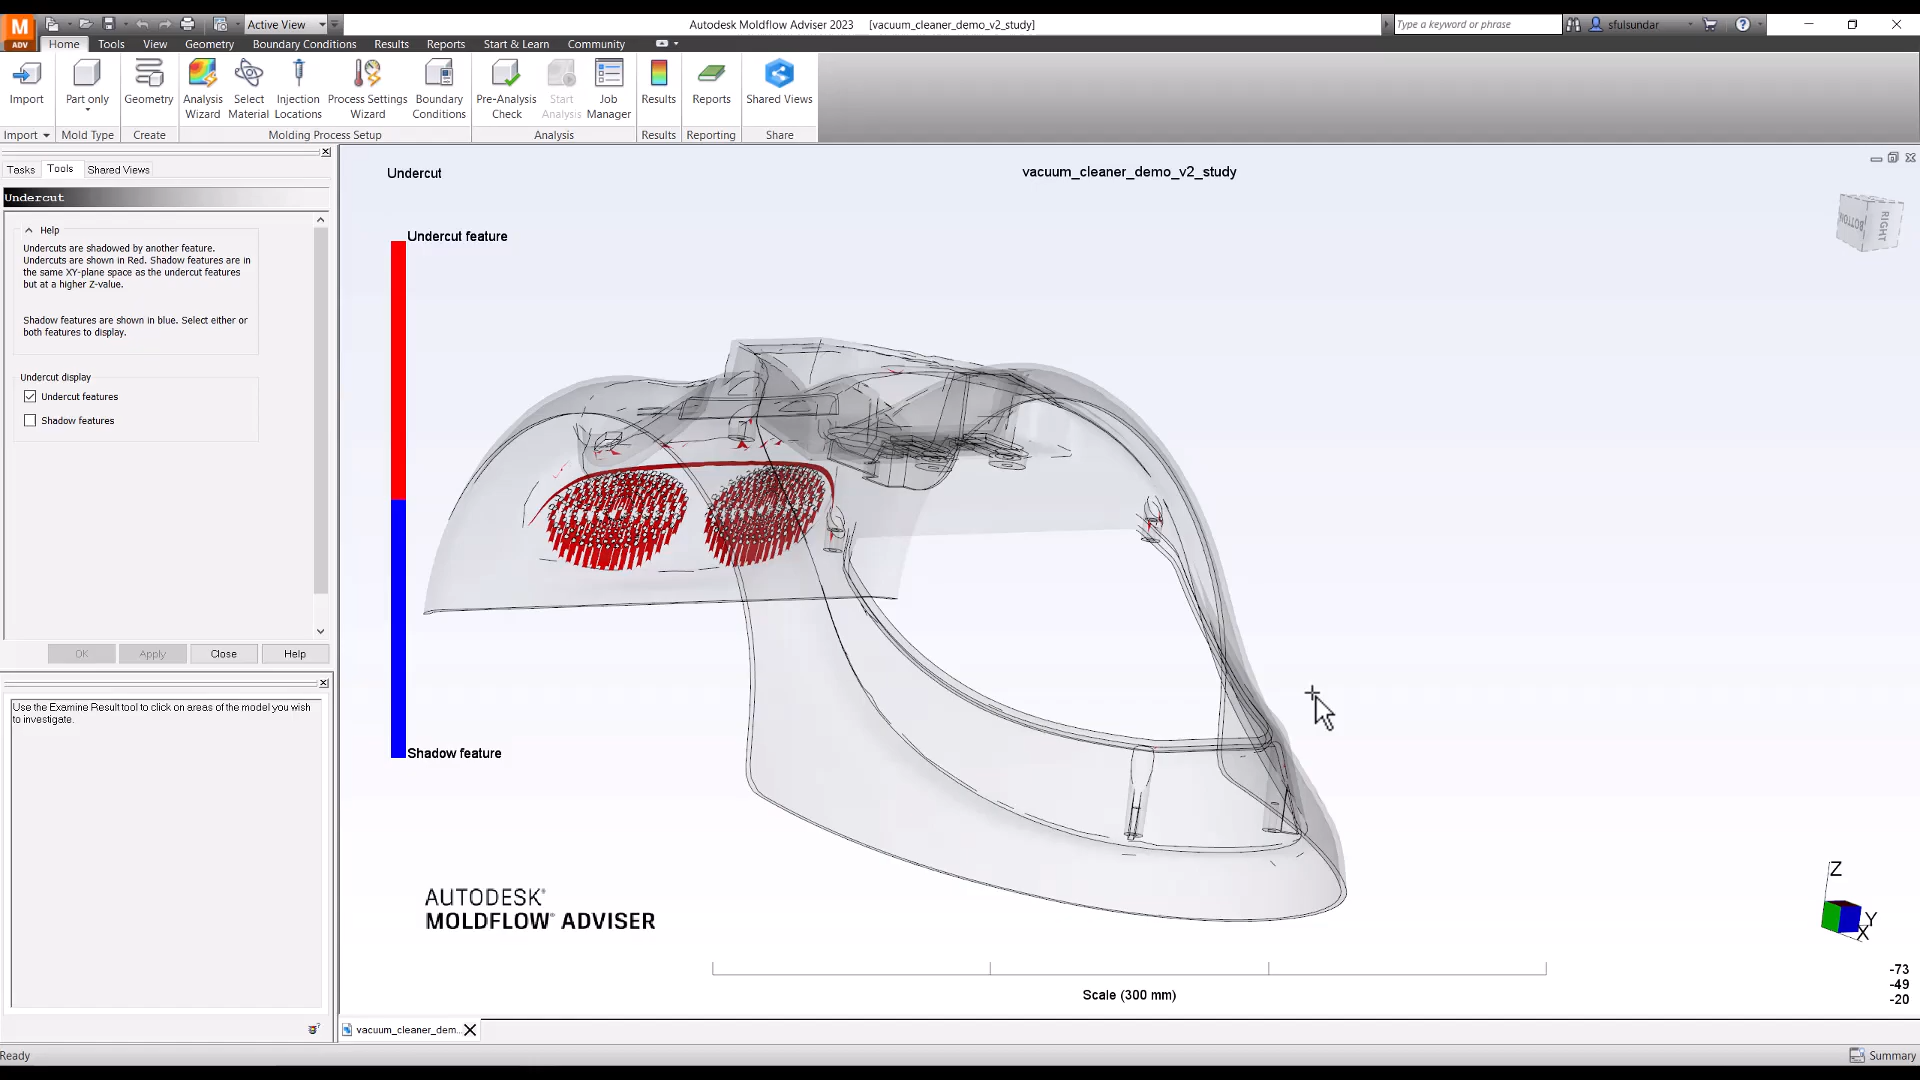 M
ADV
Active View
Autodesk Moldflow Adviser 2023 [vacuum_cleaner_demo_v2_study]
Type a keyword or phrase
sfulsundar
Home Tools View Geometry Boundary Conditions Results Reports Start & Learn Community
Import
Part only
Geometry
Analysis
Wizard
Select
Material
Injection
Locations
Process Settings
Wizard
Boundary
Conditions
Pre-Analysis
Check
Start
Analysis
Job
Manager
Results
Reports
Shared Views
Import Mold Type Create Molding Process Setup Analysis Results Reporting Share
Tasks Tools Shared Views
Undercut
Help
Undercuts are shadowed by another feature.
Undercuts are shown in Red. Shadow features are in
the same XY-plane space as the undercut features
but at a higher Z-value.
Shadow features are shown in blue. Select either or
both features to display.
Undercut display
Undercut features
Shadow features
OK Apply Close Help
Use the Examine Result tool to click on areas of the model you wish
to investigate.
Undercut
vacuum_cleaner_demo_v2_study
Undercut feature
Shadow feature
BOTTOM
RIGHT
AUTODESK®
MOLDFLOW® ADVISER
Z
Y
X
-73
-49
-20
Scale (300 mm)
vacuum_cleaner_dem...
Ready
Summary